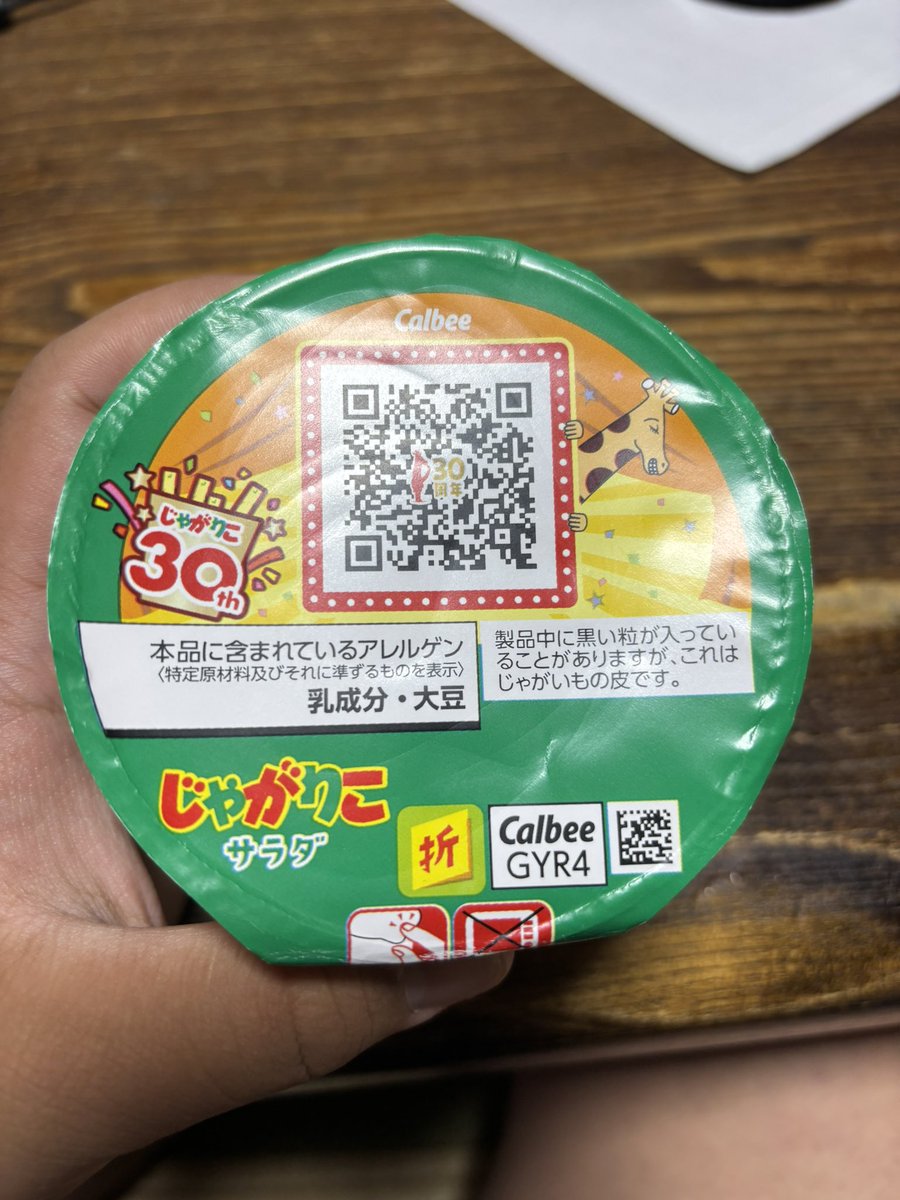 Calbee
30
周年
じゃがりこ
30th
本品に含まれているアレルゲン
〈特定原材料及びそれに準ずるものを表示〉
乳成分・大豆
製品中に黒い粒が入ってい
ることがありますが、これは
じゃがいもの皮です。
じゃがりこ
サラダ
折
Calbee
GYR4